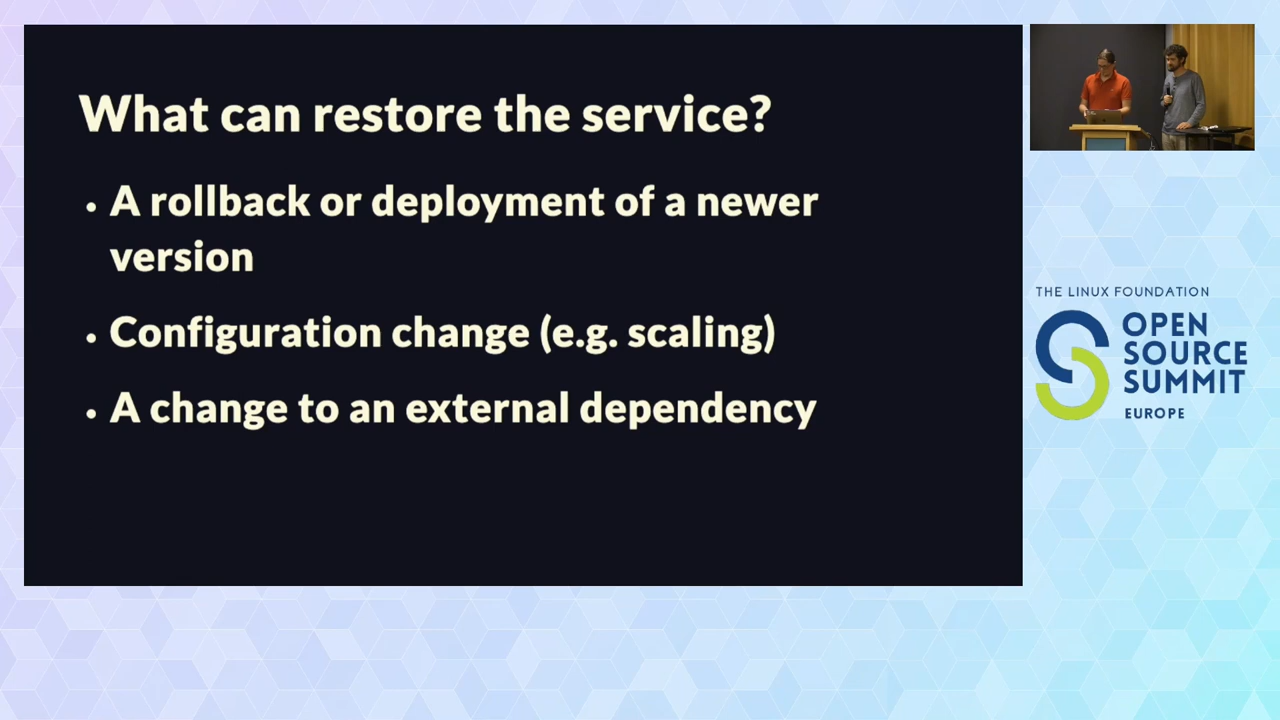 What can restore the service?
• A rollback or deployment of a newer
version
• Configuration change (e.g. scaling)
• A change to an external dependency
THE LINUX FOUNDATION
OPEN
SOURCE
SUMMIT
EUROPE